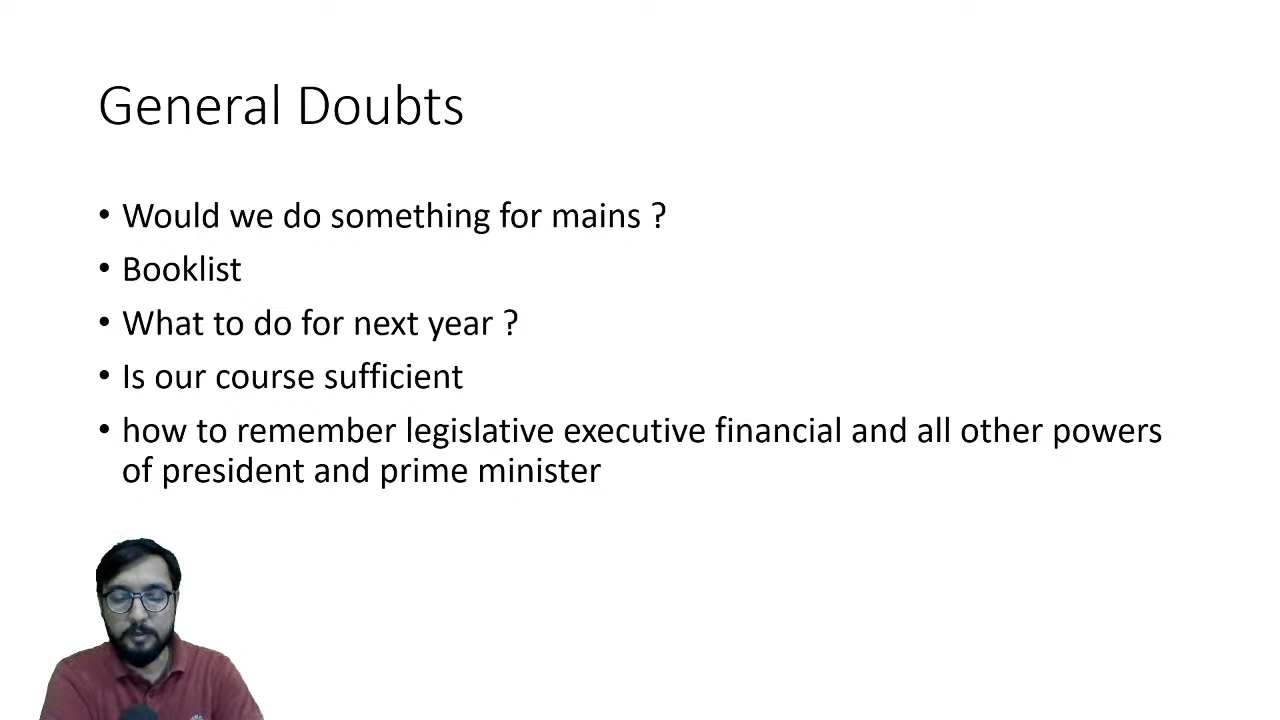 General Doubts
• Would we do something for mains ?
• Booklist
• What to do for next year ?
• Is our course sufficient
• how to remember legislative executive financial and all other powers
of president and prime minister